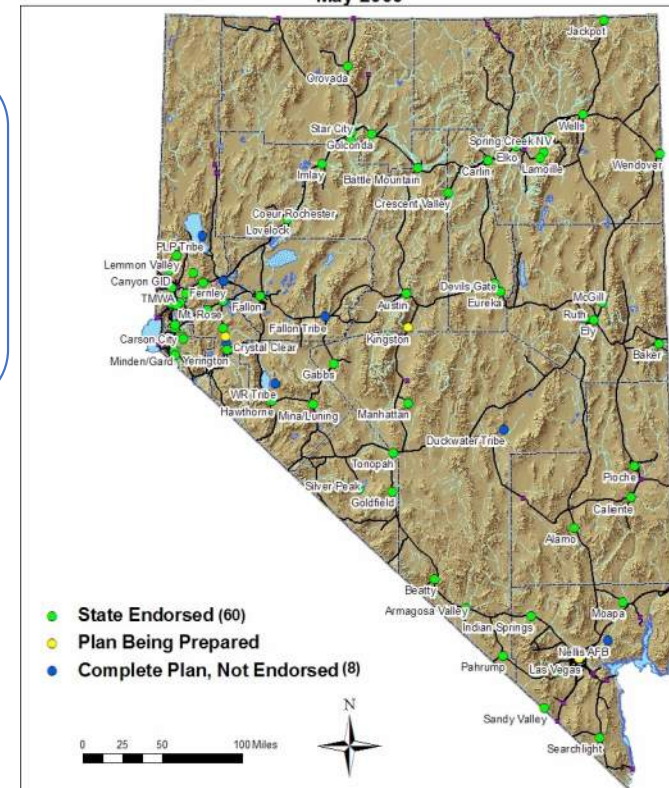 Jackpot
Orovada
Star City
Golconda
Wells
Spring Creek NV
Elko
Wendover
Imlay
Battle Mountain
Carlin
Lamoille
Crescent Valley
Coeur Rochester
Lovelock
PLP Tribe
Lemmon Valley
Canyon GID
Fernley
TMWA
Fallon
Austin
Devils Gate
Eureka
McGill
Mt. Rose
Ruth
Ely
Fallon Tribe
Kingston
Carson City
Crystal Clear
Baker
Minden/Gard
Yerington
Gabbs
WR Tribe
Hawthorne
Mina/Luning
Manhattan
Duckwater Tribe
Tonopah
Pioche
Silver Peak
Goldfield
Caliente
Alamo
Beatty
Armagosa Valley
Moapa
Indian Springs
Nellis AFB
Pahrump
Las Vegas
Sandy Valley
Searchlight
State Endorsed (60)
Plan Being Prepared
Complete Plan, Not Endorsed (8)
N
0 25 50 100 Miles